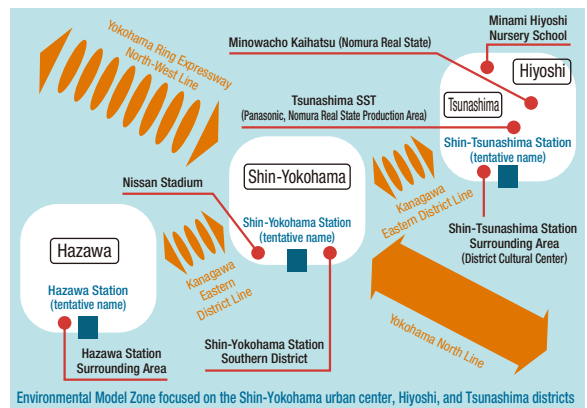 Minami Hiyoshi
Nursery School
Minowacho Kaihatsu (Nomura Real State)
Hiyoshi
Yokohama Ring Expressway
North-West Line
Tsunashima
Tsunashima SST
(Panasonic, Nomura Real State Production Area)
Shin-Tsunashima Station
(tentative name)
Nissan Stadium
Shin-Yokohama
Kanagawa
Eastern District Line
Shin-Yokohama Station
(tentative name)
Shin-Tsunashima Station
Surrounding Area
(District Cultural Center)
Hazawa
Kanagawa
Eastern
District Line
Hazawa Station
(tentative name)
Yokohama North Line
Hazawa Station
Surrounding Area
Shin-Yokohama Station
Southern District
Environmental Model Zone focused on the Shin-Yokohama urban center, Hiyoshi, and Tsunashima districts